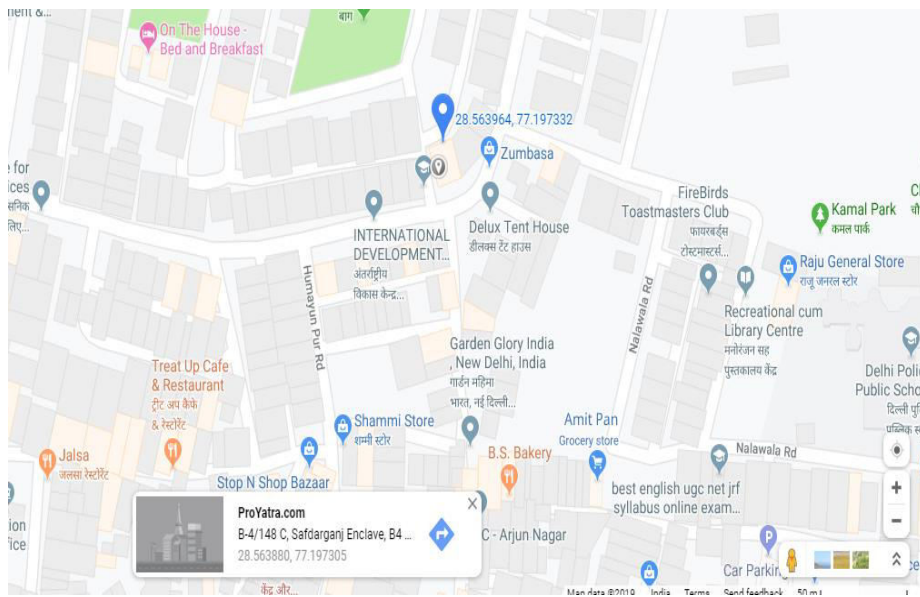 बाग
On The House -
Bed and Breakfast
28.563964, 77.197332
Zumbasa
e for
ices
FireBirds
Toastmasters Club
फायरबर्ड्स
टोस्टमास्टर्स...
Kamal Park
कमल पार्क
Delux Tent House
डीलक्स टेंट हाउस
INTERNATIONAL
DEVELOPMENT...
अंतर्राष्ट्रीय
विकास केन्द्र...
Raju General Store
राजू जनरल स्टोर
Humayun Pur Rd
Nalawala Rd
Recreational cum
Library Centre
मनोरंजन सह
पुस्तकालय केंद्र
Garden Glory India
, New Delhi, India
गार्डन महिमा
भारत, नई दिल्ली...
Treat Up Cafe
& Restaurant
ट्रीट अप कैफे
& रेस्टोरेंट
Delhi Poli
Public Scho
दिल्ली पु
पब्लिक स
Shammi Store
शम्मी स्टोर
Amit Pan
Grocery store
Nalawala Rd
Jalsa
जलसा रेस्टोरेंट
B.S. Bakery
Stop N Shop Bazaar
best english ugc net jrf
syllabus online exam...
ProYatra.com
B-4/148 C, Safdarganj Enclave, B4 ...
28.563880, 77.197305
C - Arjun Nagar
P
Car Parking
केंद्र और...
Map data ©2019 India Terms Send feedback 50 m